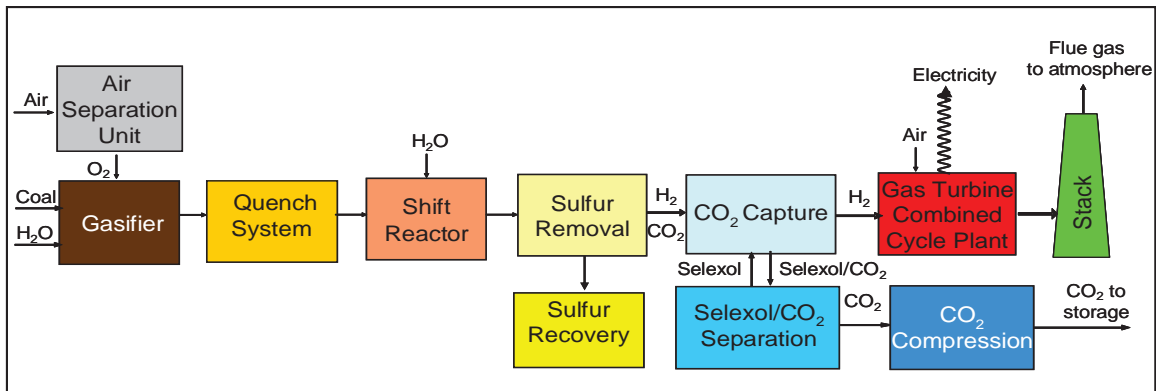 Air
Air
Separation
Unit
O₂
Coal
H₂O
Gasifier
Quench
System
H₂O
Shift
Reactor
Sulfur
Removal
Sulfur
Recovery
H₂
CO₂
CO₂ Capture
Selexol
Selexol/CO₂
Selexol/CO₂
Separation
CO₂
CO₂
Compression
CO₂ to
storage
H₂
Air
Electricity
Gas Turbine
Combined
Cycle Plant
Stack
Flue gas
to atmosphere